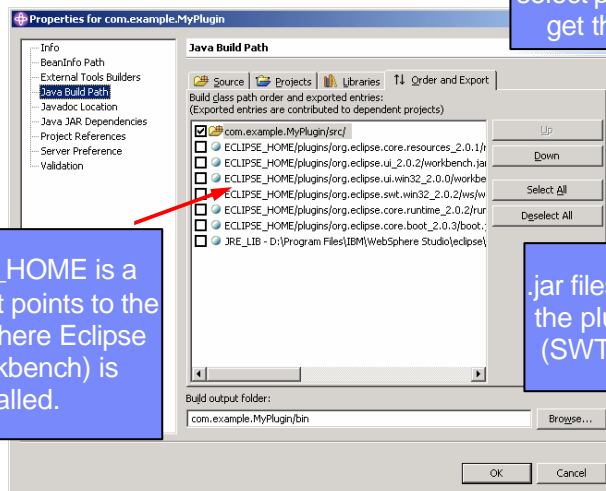 Properties for com.example.MyPlugin
select p
get th
Info
BeanInfo Path
External Tools Builders
Java Build Path
Javadoc Location
Java JAR Dependencies
Project References
Server Preference
Validation
Java Build Path
Source
Projects
Libraries
Order and Export
Build class path order and exported entries:
(Exported entries are contributed to dependent projects)
com.example.MyPlugin/src/
ECLIPSE_HOME/plugins/org.eclipse.core.resources_2.0.1/r
ECLIPSE_HOME/plugins/org.eclipse.ui_2.0.2/workbench.jar
ECLIPSE_HOME/plugins/org.eclipse.ui.win32_2.0.0/workbe
ECLIPSE_HOME/plugins/org.eclipse.swt.win32_2.0.2/ws/w
ECLIPSE_HOME/plugins/org.eclipse.core.runtime_2.0.2/rur
ECLIPSE_HOME/plugins/org.eclipse.core.boot_2.0.3/boot.
JRE_LIB - D:\Program Files\IBM\WebSphere Studio\eclipse\
Up
Down
Select All
Deselect All
_HOME is a
t points to the
here Eclipse
kbench) is
alled.
.jar files
the plu
(SWT
Build output folder:
com.example.MyPlugin/bin
Browse...
OK
Cancel